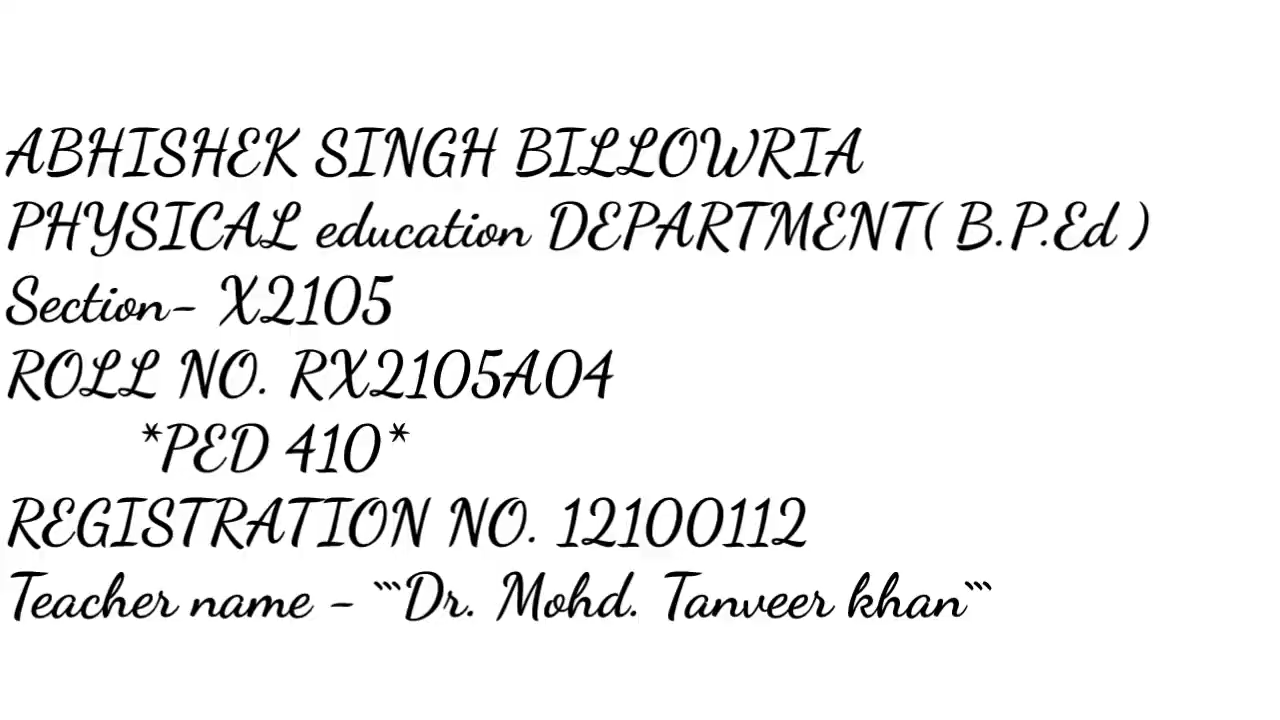 ABHISHEK SINGH BILLOWRIA
PHYSICAL education DEPARTMENT( B.P.Ed )
Section- X2105
ROLL NO. RX2105A04
*PED 410*
REGISTRATION NO. 12100112
Teacher name - ```Dr. Mohd. Tanveer khan```